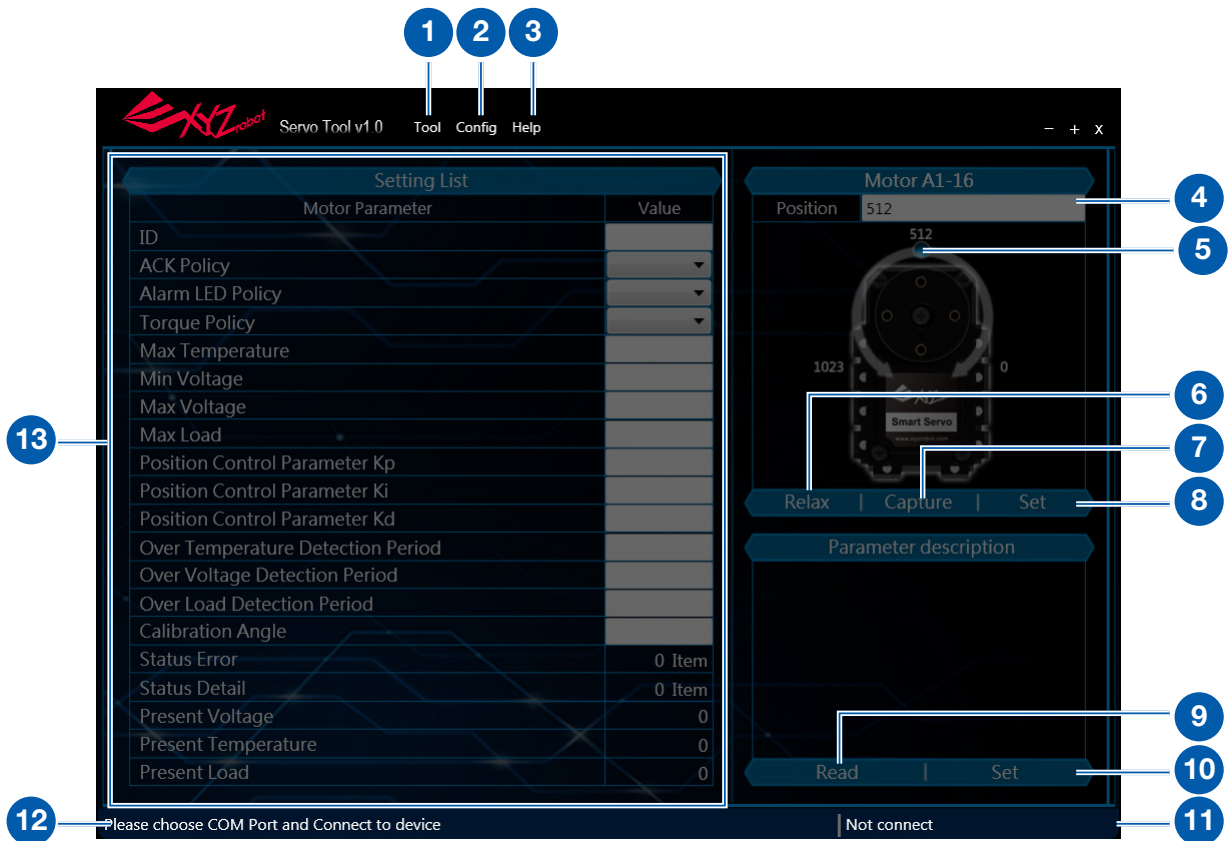 1 2 3
XYZrobot Servo Tool v1.0 Tool Config Help - + x
Setting List
Motor Parameter Value
ID
ACK Policy
Alarm LED Policy
Torque Policy
Max Temperature
Min Voltage
Max Voltage
Max Load
Position Control Parameter Kp
Position Control Parameter Ki
Position Control Parameter Kd
Over Temperature Detection Period
Over Voltage Detection Period
Over Load Detection Period
Calibration Angle
Status Error 0 Item
Status Detail 0 Item
Present Voltage 0
Present Temperature 0
Present Load 0
13
Motor A1-16
Position 512
4
512
5
1023 0
XYZ
Smart Servo
www.xyzrobot.com
6
7
Relax | Capture | Set
8
Parameter description
9
Read | Set
10
12
Please choose COM Port and Connect to device
Not connect
11